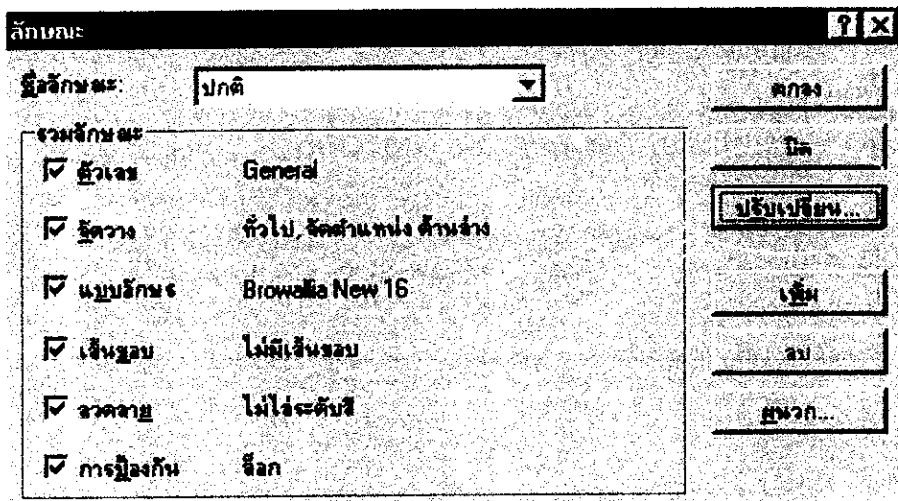 ลักษณะ
ชื่อลักษณะ: ปกติ
ตกลง
รวมลักษณะ
ปิด
ตัวเลข General
ปรับเปลี่ยน...
จัดวาง ทั่วไป, จัดตำแหน่ง ด้านล่าง
แบบอักษร Browallia New 16
เพิ่ม
เส้นขอบ ไม่มีเส้นขอบ
ลบ
ลวดลาย ไม่ใส่ระดับสี
ผนวก...
การป้องกัน ล็อก